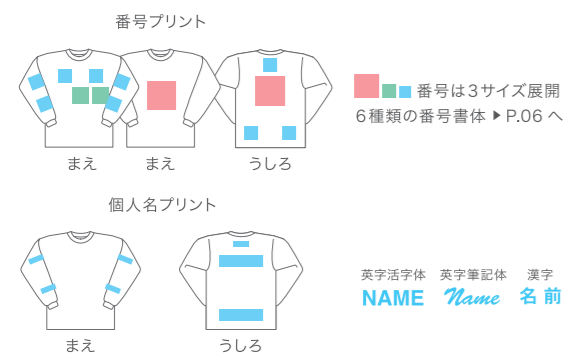 番号プリント
まえ
まえ
うしろ
番号は3サイズ展開
6種類の番号書体 ▶ P.06 へ
個人名プリント
まえ
うしろ
英字活字体 英字筆記体 漢字
NAME Name 名前